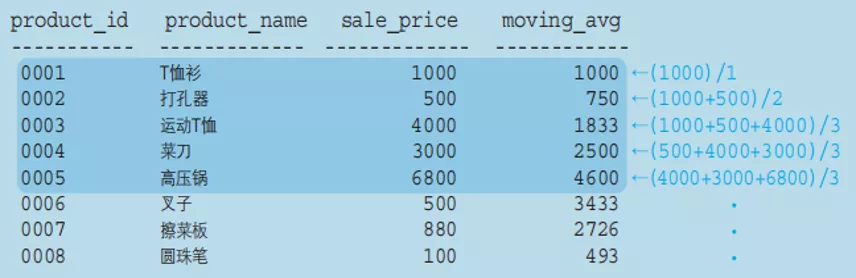 product_id product_name sale_price moving_avg
----------- ------------- ------------ ------------
0001 T恤衫 1000 1000 ←(1000)/1
0002 打孔器 500 750 ←(1000+500)/2
0003 运动T恤 4000 1833 ←(1000+500+4000)/3
0004 菜刀 3000 2500 ←(500+4000+3000)/3
0005 高压锅 6800 4600 ←(4000+3000+6800)/3
0006 叉子 500 3433 ·
0007 擦菜板 880 2726 ·
0008 圆珠笔 100 493 ·